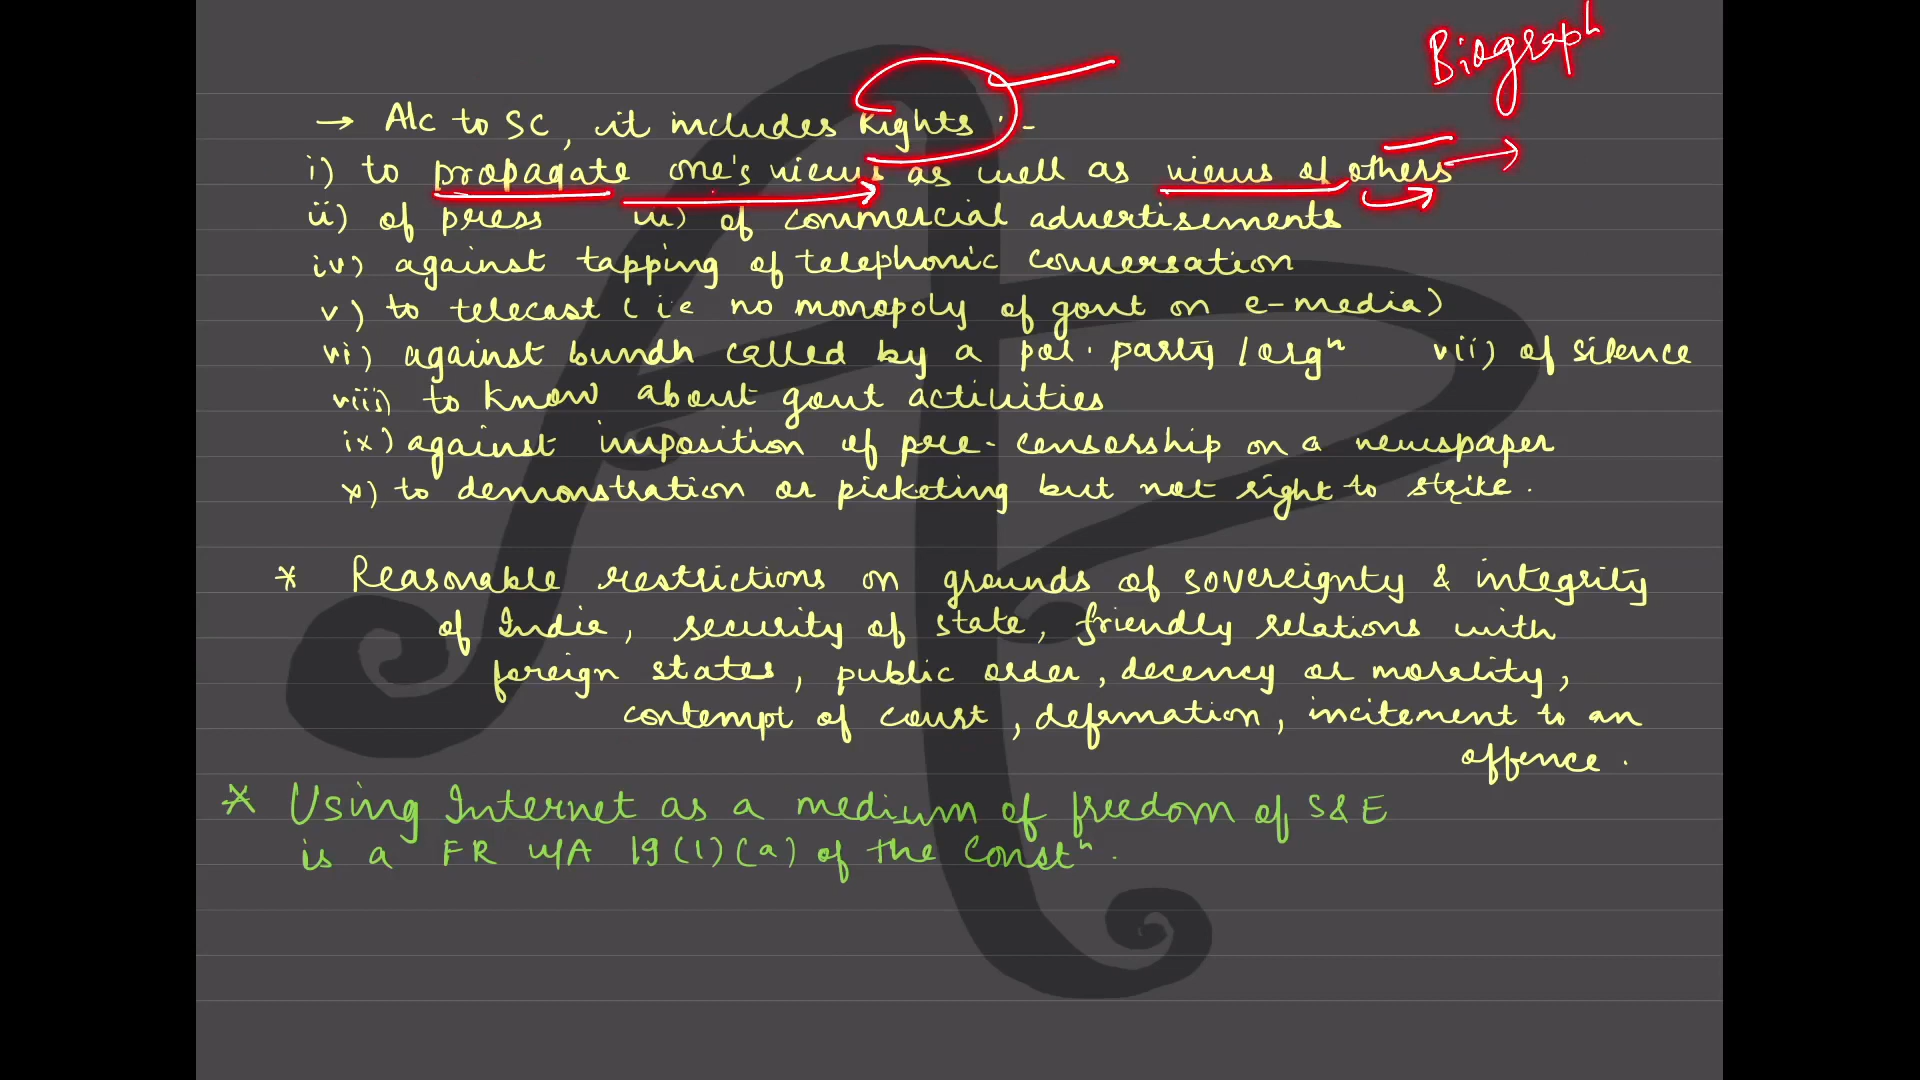 Biograph
→ A/c to SC, it includes Rights :-
i) to propagate one's views as well as views of others →
ii) of press iii) of commercial advertisements
iv) against tapping of telephonic conversation
v) to telecast (ie no monopoly of govt on e-media)
vi) against bundh called by a pol. party / orgⁿ vii) of silence
viii) to know about govt activities
ix) against imposition of pre-censorship on a newspaper
x) to demonstration or picketing but not right to strike.
* Reasonable restrictions on grounds of sovereignty & integrity
of India, security of state, friendly relations with
foreign states, public order, decency or morality,
contempt of court, defamation, incitement to an
offence.
* Using Internet as a medium of freedom of S&E
is a FR u/A 19(1)(a) of the Constⁿ.